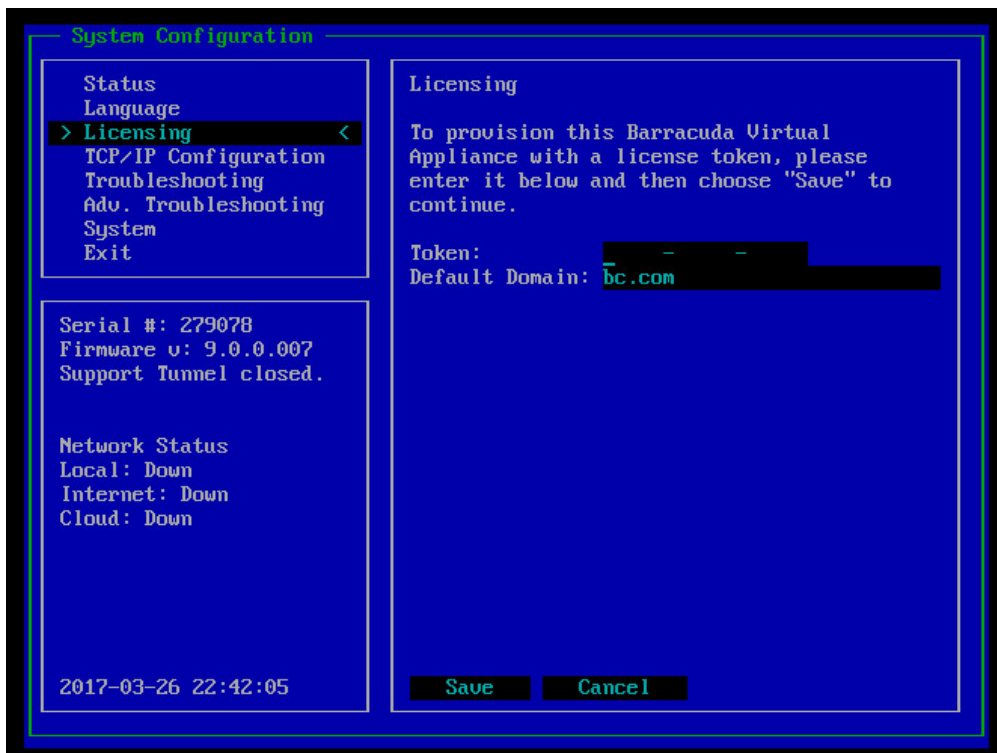 System Configuration
Status
Language
> Licensing <
TCP/IP Configuration
Troubleshooting
Adv. Troubleshooting
System
Exit
Serial #: 279078
Firmware v: 9.0.0.007
Support Tunnel closed.
Network Status
Local: Down
Internet: Down
Cloud: Down
2017-03-26 22:42:05
Licensing
To provision this Barracuda Virtual
Appliance with a license token, please
enter it below and then choose "Save" to
continue.
Token: _ - -
Default Domain: bc.com
Save Cancel